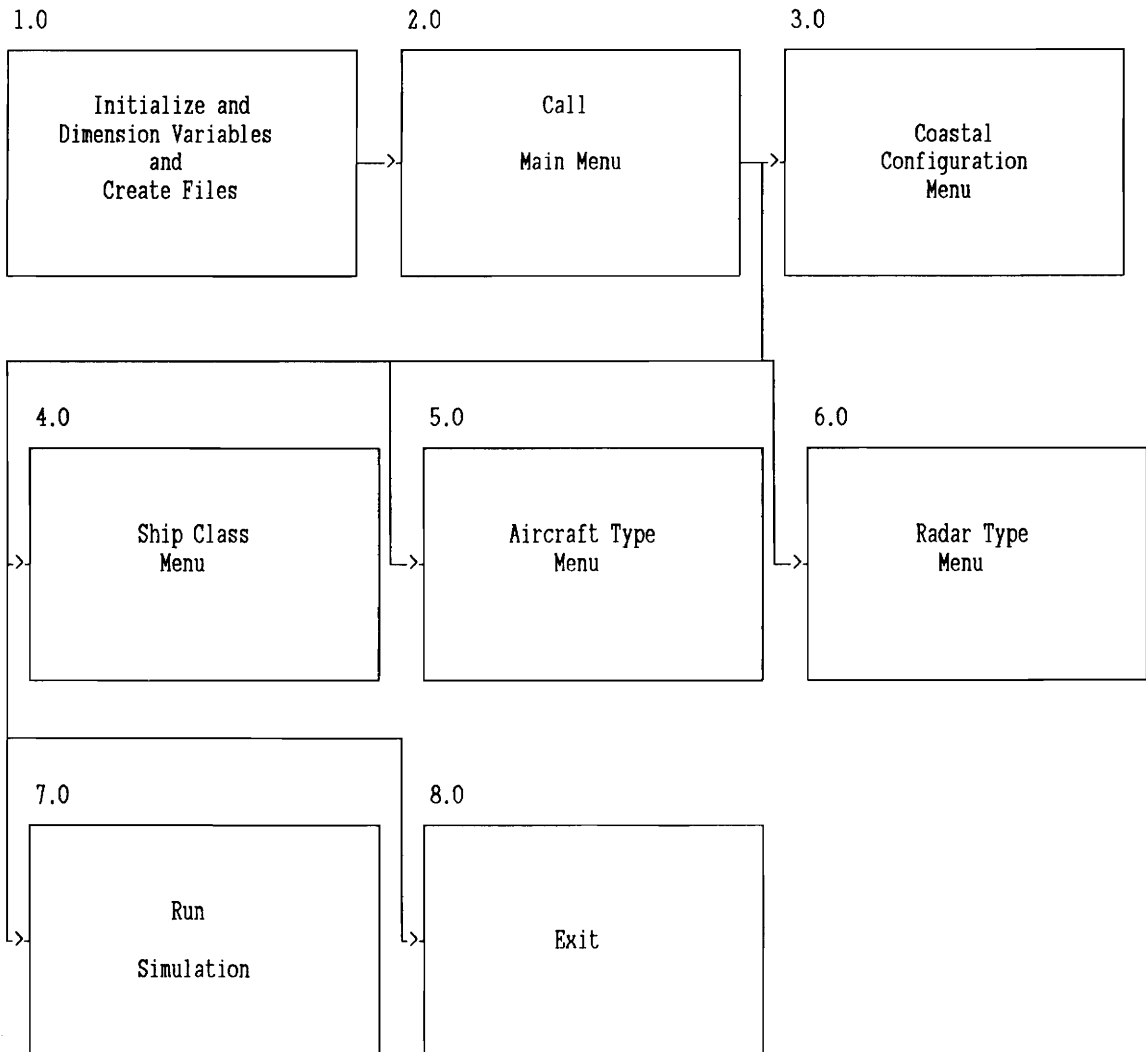 1.0
Initialize and
Dimension Variables
and
Create Files
2.0
Call
Main Menu
3.0
Coastal
Configuration
Menu
4.0
Ship Class
Menu
5.0
Aircraft Type
Menu
6.0
Radar Type
Menu
7.0
Run
Simulation
8.0
Exit